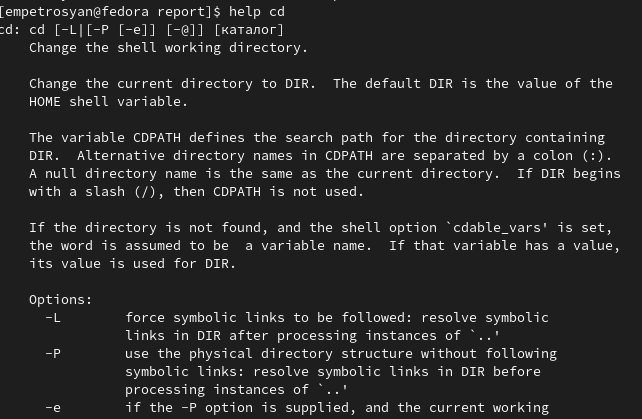 [empetrosyan@fedora report]$ help cd
cd: cd [-L|[-P [-e]] [-@]] [каталог]
Change the shell working directory.
Change the current directory to DIR.  The default DIR is the value of the
HOME shell variable.
The variable CDPATH defines the search path for the directory containing
DIR.  Alternative directory names in CDPATH are separated by a colon (:).
A null directory name is the same as the current directory.  If DIR begins
with a slash (/), then CDPATH is not used.
If the directory is not found, and the shell option `cdable_vars' is set,
the word is assumed to be  a variable name.  If that variable has a value,
its value is used for DIR.
Options:
-L        force symbolic links to be followed: resolve symbolic
links in DIR after processing instances of `..'
-P        use the physical directory structure without following
symbolic links: resolve symbolic links in DIR before
processing instances of `..'
-e        if the -P option is supplied, and the current working